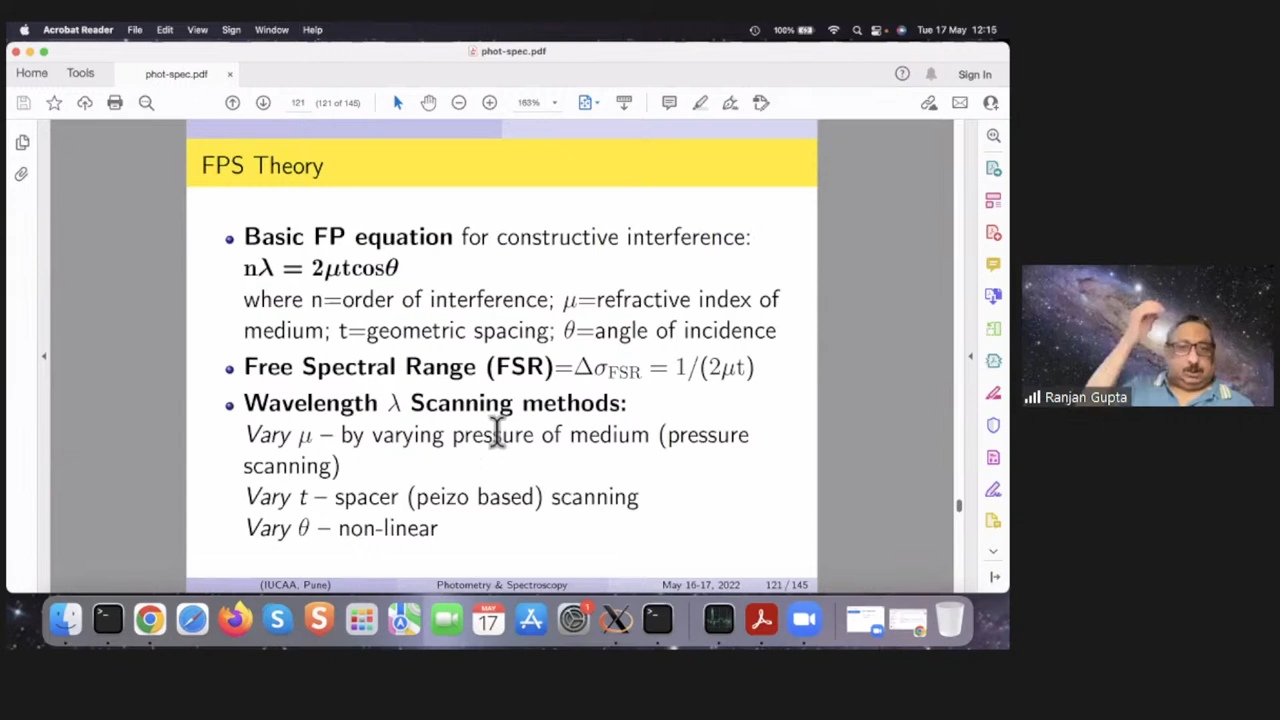 Acrobat Reader File Edit View Sign Window Help 100% Tue 17 May 12:15
phot-spec.pdf
Home Tools phot-spec.pdf × Sign In
121 (121 of 145) 163%
FPS Theory
Basic FP equation for constructive interference:
nλ = 2μtcosθ
where n=order of interference; μ=refractive index of
medium; t=geometric spacing; θ=angle of incidence
Free Spectral Range (FSR)=Δσ_FSR = 1/(2μt)
Wavelength λ Scanning methods:
Vary μ – by varying pressure of medium (pressure
scanning)
Vary t – spacer (peizo based) scanning
Vary θ – non-linear
(IUCAA, Pune) Photometry & Spectroscopy May 16-17, 2022 121 / 145
Ranjan Gupta
MAY
17
1